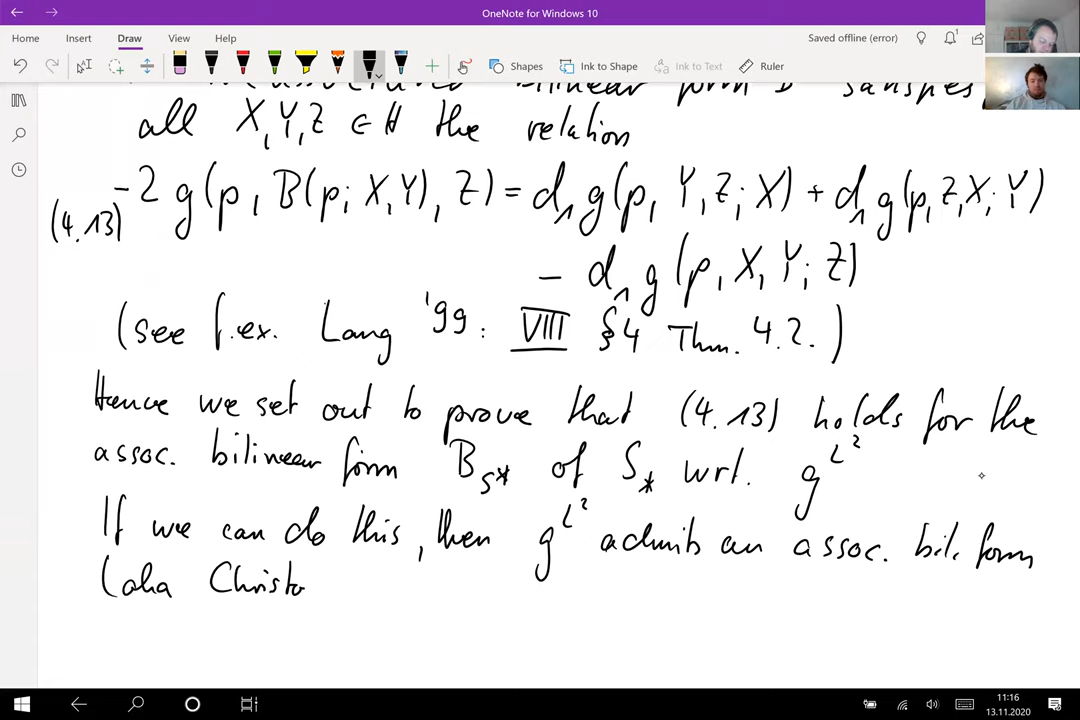 OneNote for Windows 10
Home Insert Draw View Help
Saved offline (error)
Shapes Ink to Shape Ink to Text Ruler
bilinear form B satisfies
all X,Y,Z ∈ H the relation
(4.13) -2 g(p, B(p; X,Y), Z) = d₁g(p, Y,Z; X) + d₁g(p,Z,X; Y)
- d₁g(p, X, Y; Z)
(see f.ex. Lang '99: VIII §4 Thm. 4.2.)
Hence we set out to prove that (4.13) holds for the
assoc. bilinear form B_{S*} of S_* wrt. g^{L²}
If we can do this, then g^{L²} admits an assoc. bil. form
(aka Christo
11:16
13.11.2020